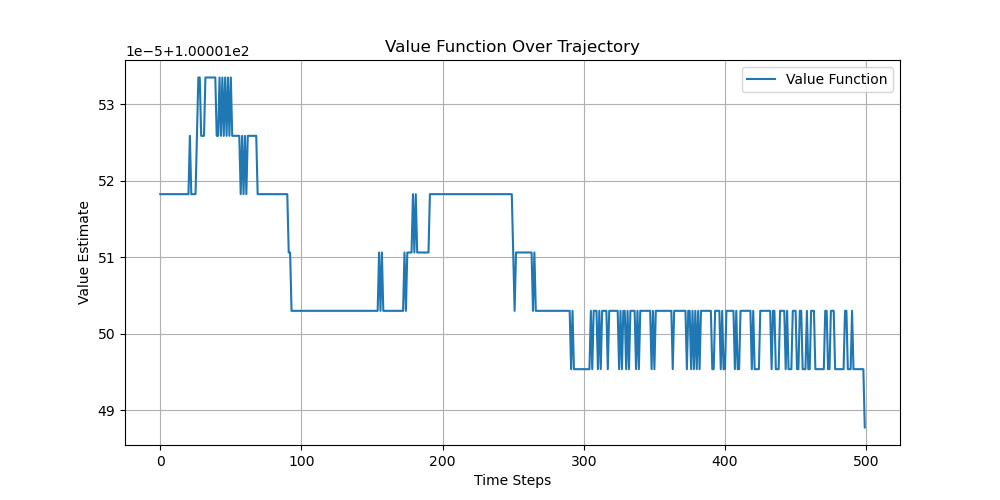 Value Function Over Trajectory
1e−5+1.00001e2
Value Function
53
52
51
50
49
Value Estimate
0 100 200 300 400 500
Time Steps